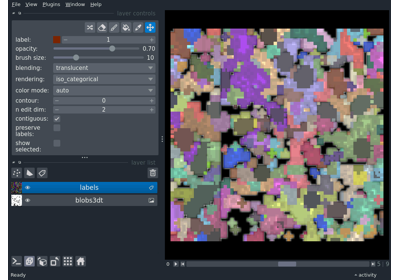 File View Plugins Window Help
layer controls
label: 1
opacity: 0.70
brush size: 10
blending: translucent
rendering: iso_categorical
color mode: auto
contour: 0
n edit dim: 2
contiguous:
preserve
labels:
show
selected:
layer list
labels
blobs3dt
Ready
activity